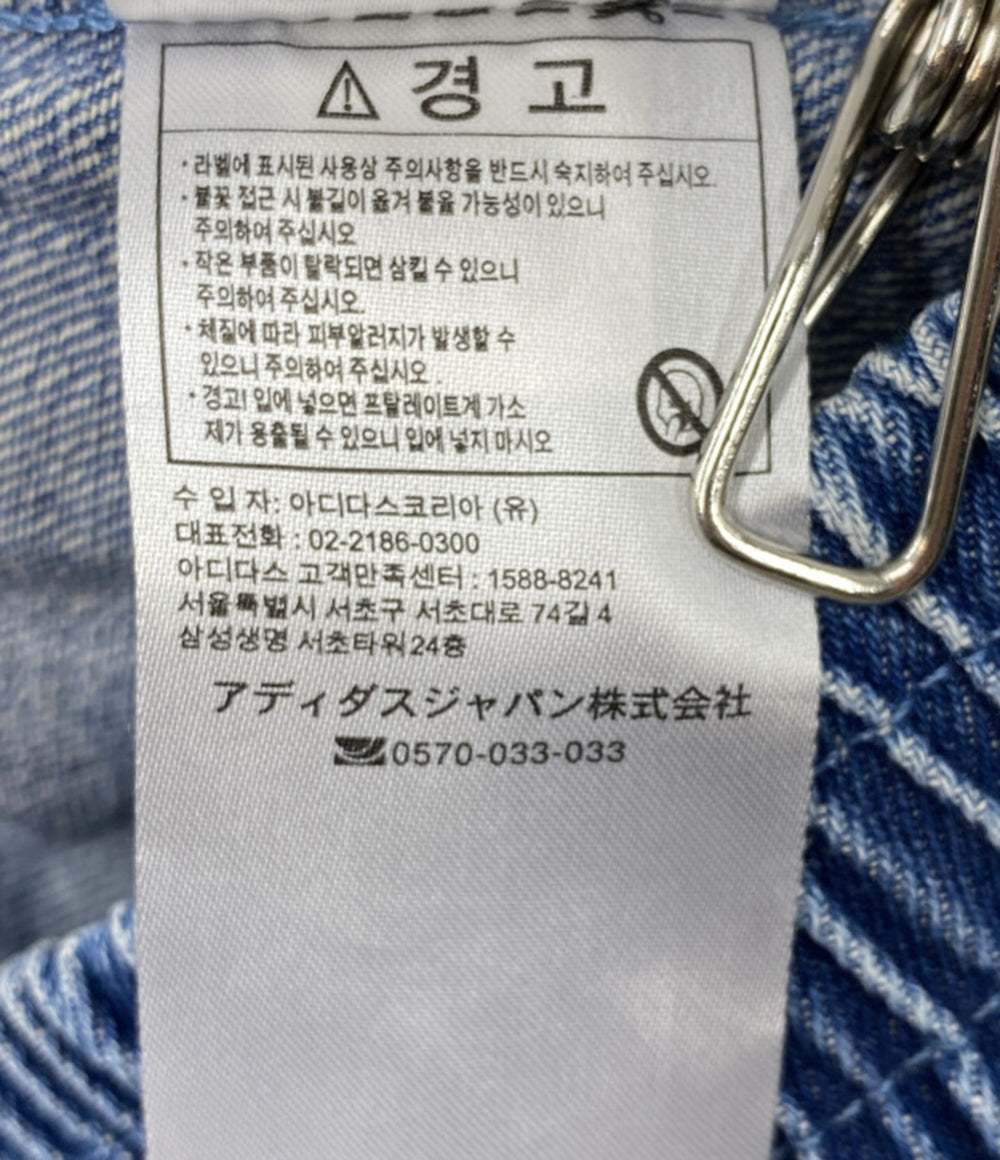 경 고
· 라벨에 표시된 사용상 주의사항을 반드시 숙지하여 주십시오.
· 불꽃 접근 시 불길이 옮겨 붙을 가능성이 있으니
주의하여 주십시오
· 작은 부품이 탈락되면 삼킬 수 있으니
주의하여 주십시오.
· 체질에 따라 피부알러지가 발생할 수
있으니 주의하여 주십시오 .
· 경고! 입에 넣으면 프탈레이트계 가소
제가 용출될 수 있으니 입에 넣지 마시오
수 입 자: 아디다스코리아 (유)
대표전화 : 02-2186-0300
아디다스 고객만족센터 : 1588-8241
서울특별시 서초구 서초대로 74길 4
삼성생명 서초타워24층
アディダスジャパン株式会社
0570-033-033